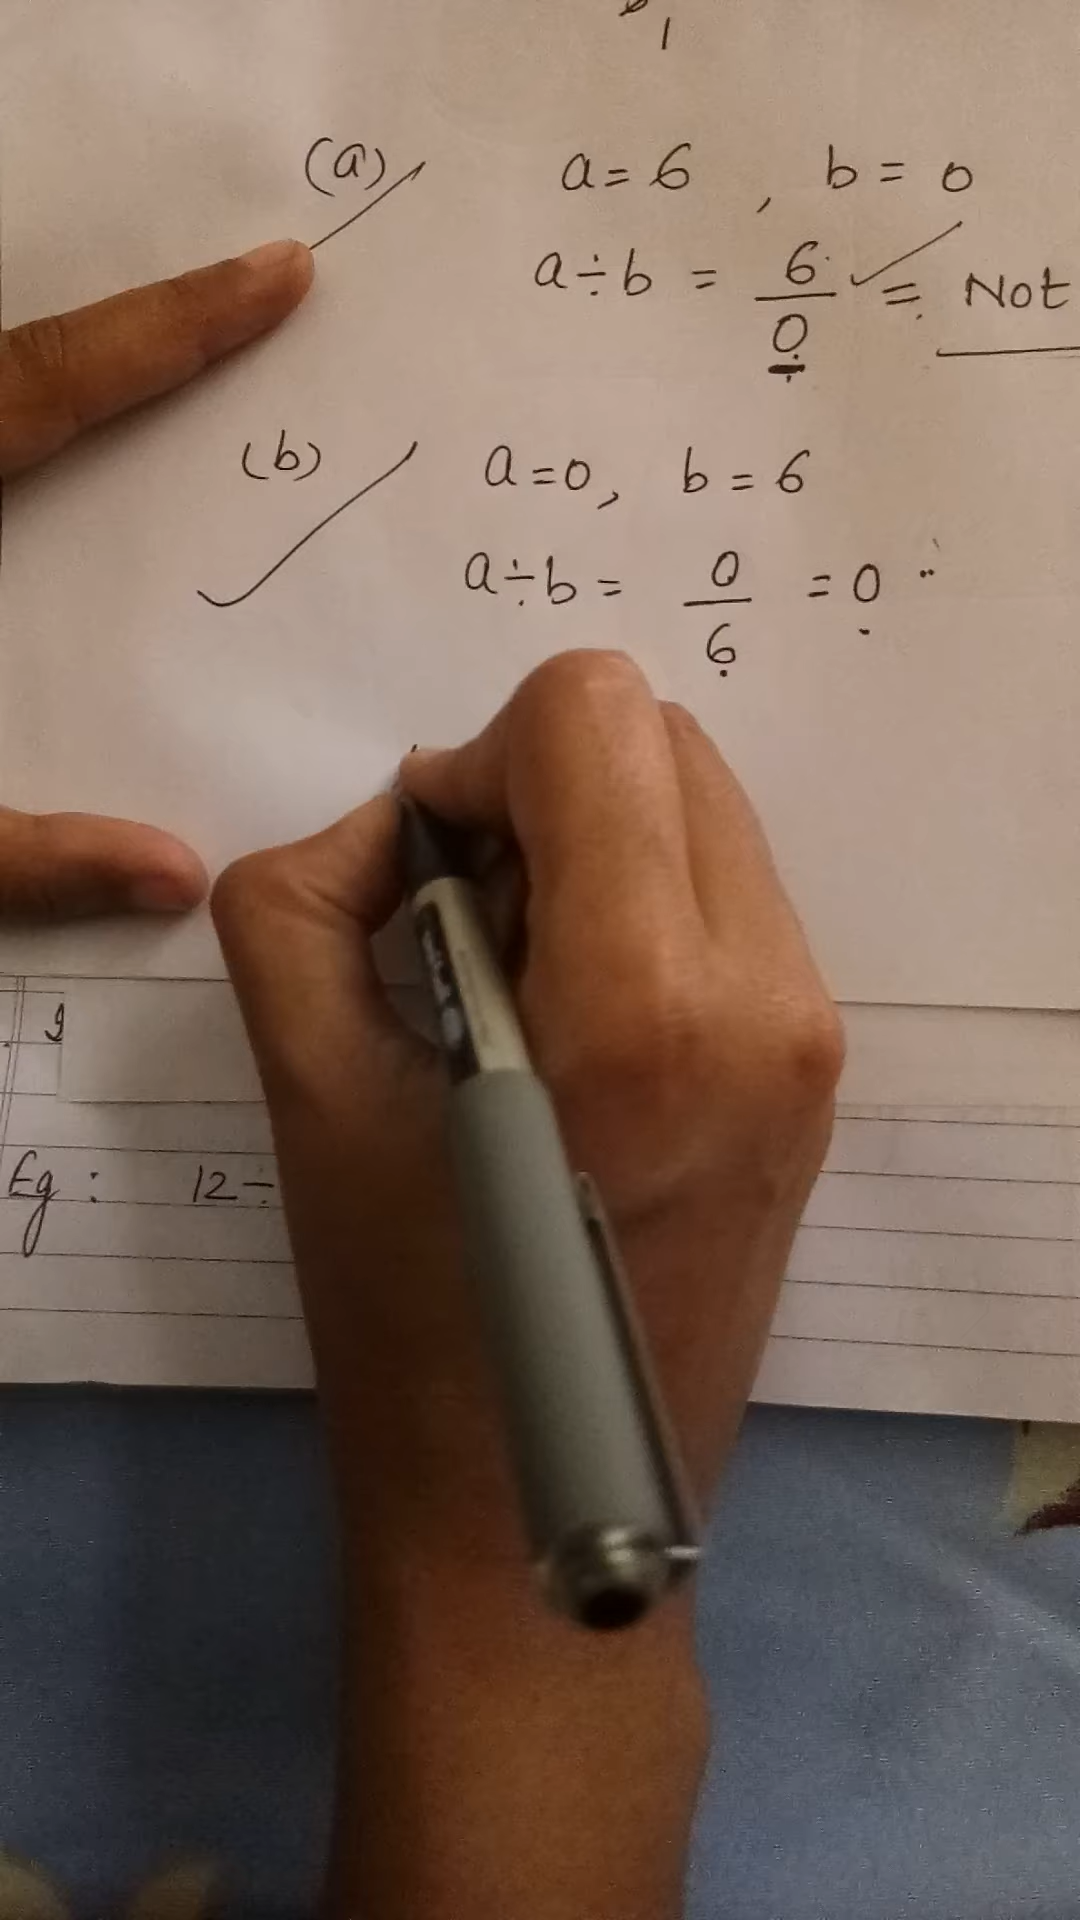 (a) a = 6 , b = 0
a ÷ b = 6/0 = Not
(b) a = 0, b = 6
a ÷ b = 0/6 = 0
Eg : 12 ÷